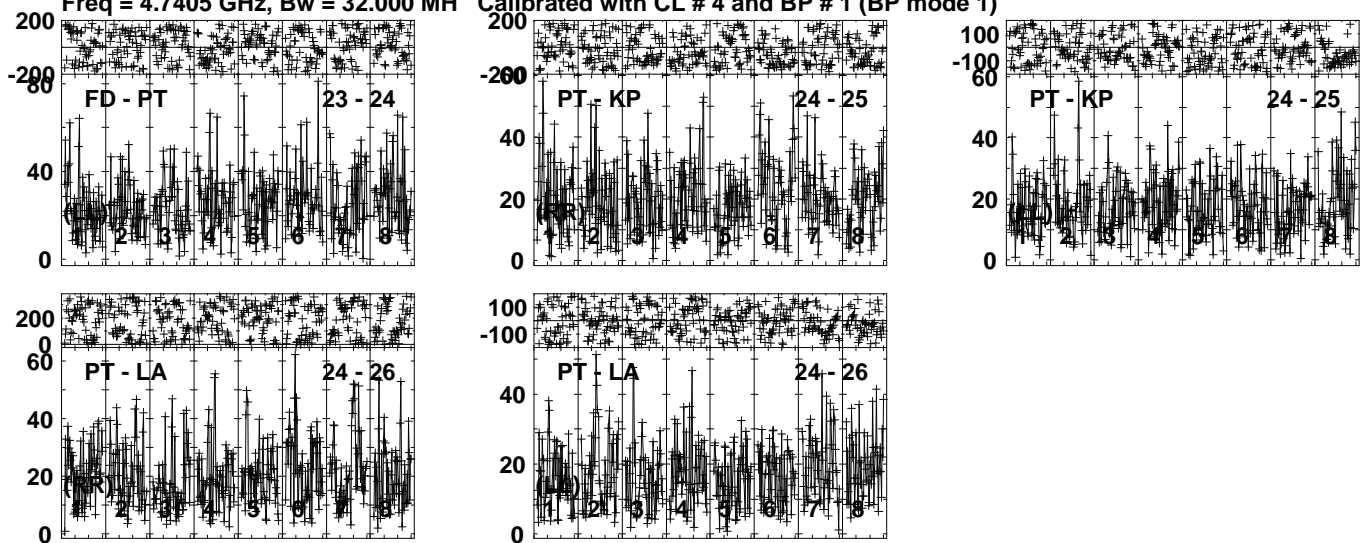 Freq = 4.7405 GHz, Bw = 32.000 MH Calibrated with CL # 4 and BP # 1 (BP mode 1)
200
-200
80
40
0
FD - PT 23 - 24
(LL)
1 2 3 4 5 6 7 8
200
-200
60
40
20
0
PT - KP 24 - 25
(RR)
1 2 3 4 5 6 7 8
100
-100
60
40
20
0
PT - KP 24 - 25
(LL)
1 2 3 4 5 6 7 8
200
0
60
40
20
0
PT - LA 24 - 26
(RR)
1 2 3 4 5 6 7 8
100
-100
40
20
0
PT - LA 24 - 26
(LL)
1 2 3 4 5 6 7 8